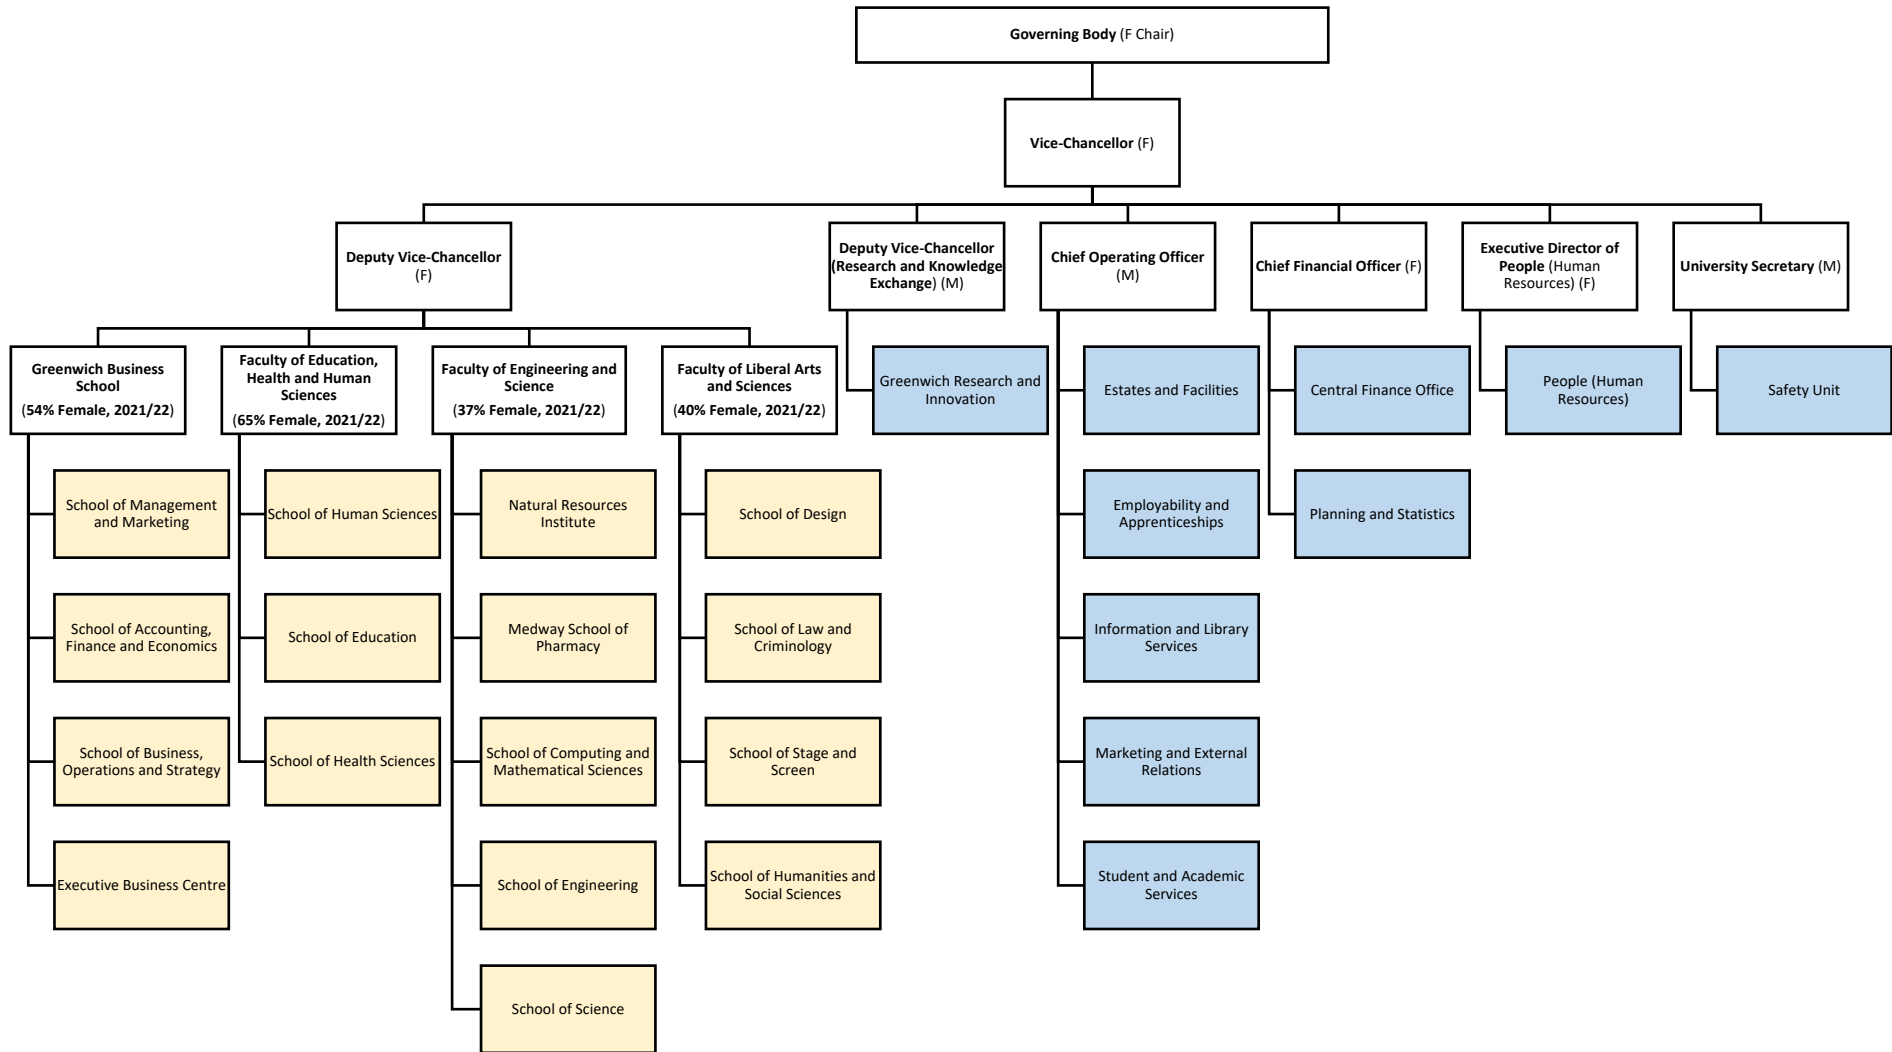 Governing Body (F Chair)
Vice-Chancellor (F)
Deputy Vice-Chancellor
(F)
Deputy Vice-Chancellor
(Research and Knowledge
Exchange) (M)
Chief Operating Officer
(M)
Chief Financial Officer (F)
Executive Director of
People (Human
Resources) (F)
University Secretary (M)
Greenwich Business
School
(54% Female, 2021/22)
Faculty of Education,
Health and Human
Sciences
(65% Female, 2021/22)
Faculty of Engineering and
Science
(37% Female, 2021/22)
Faculty of Liberal Arts
and Sciences
(40% Female, 2021/22)
Greenwich Research and
Innovation
Estates and Facilities
Central Finance Office
People (Human
Resources)
Safety Unit
School of Management
and Marketing
School of Human Sciences
Natural Resources
Institute
School of Design
Employability and
Apprenticeships
Planning and Statistics
School of Accounting,
Finance and Economics
School of Education
Medway School of
Pharmacy
School of Law and
Criminology
Information and Library
Services
School of Business,
Operations and Strategy
School of Health Sciences
School of Computing and
Mathematical Sciences
School of Stage and
Screen
Marketing and External
Relations
Executive Business Centre
School of Engineering
School of Humanities and
Social Sciences
Student and Academic
Services
School of Science